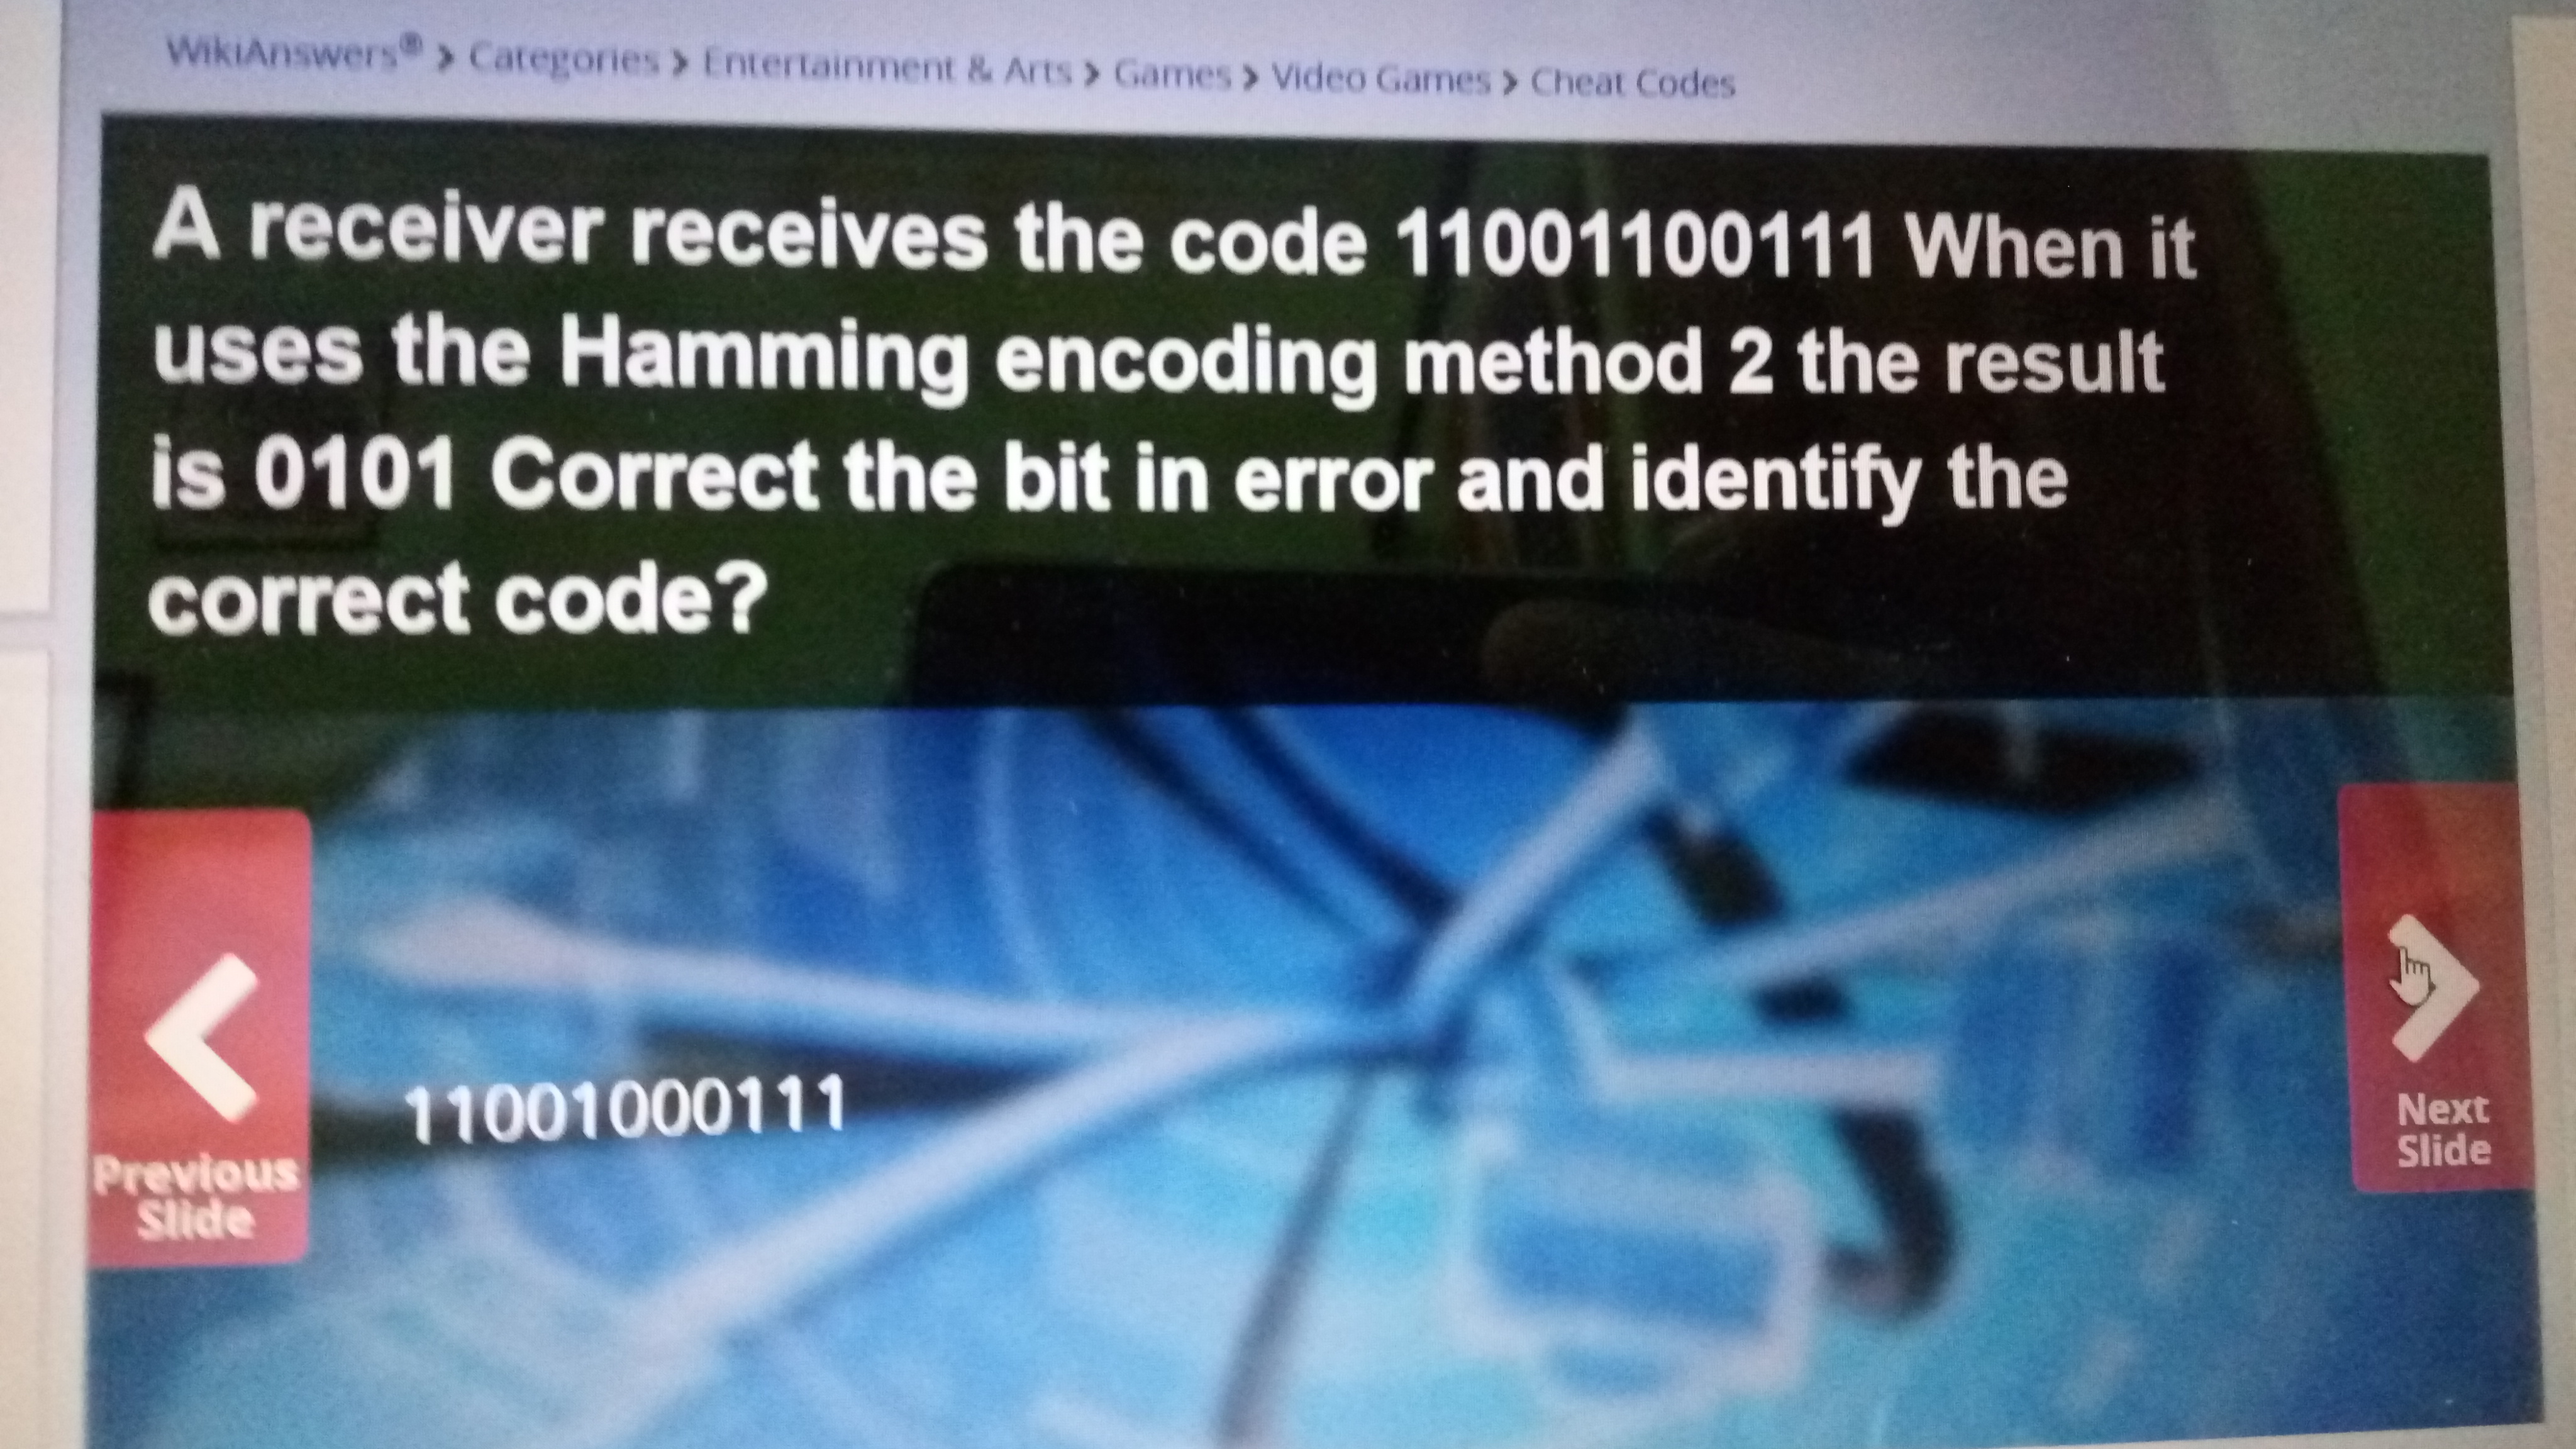 WikiAnswers® > Categories > Entertainment & Arts > Games > Video Games > Cheat Codes
A receiver receives the code 11001100111 When it
uses the Hamming encoding method 2 the result
is 0101 Correct the bit in error and identify the
correct code?
11001000111
Previous
Slide
Next
Slide